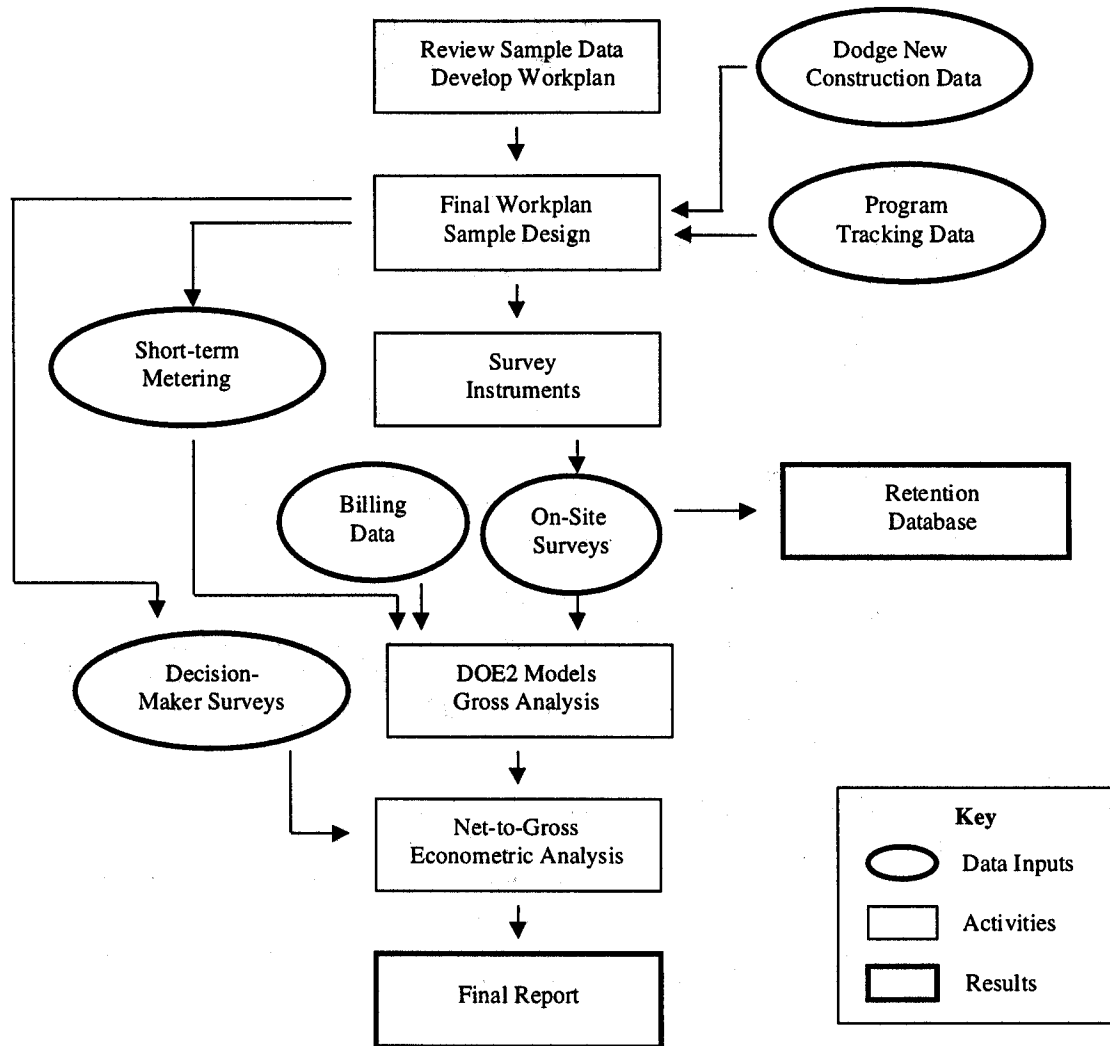 Review Sample Data
Develop Workplan
Dodge New
Construction Data
Final Workplan
Sample Design
Program
Tracking Data
Short-term
Metering
Survey
Instruments
Billing
Data
On-Site
Surveys
Retention
Database
Decision-
Maker Surveys
DOE2 Models
Gross Analysis
Net-to-Gross
Econometric Analysis
Final Report
Key
Data Inputs
Activities
Results